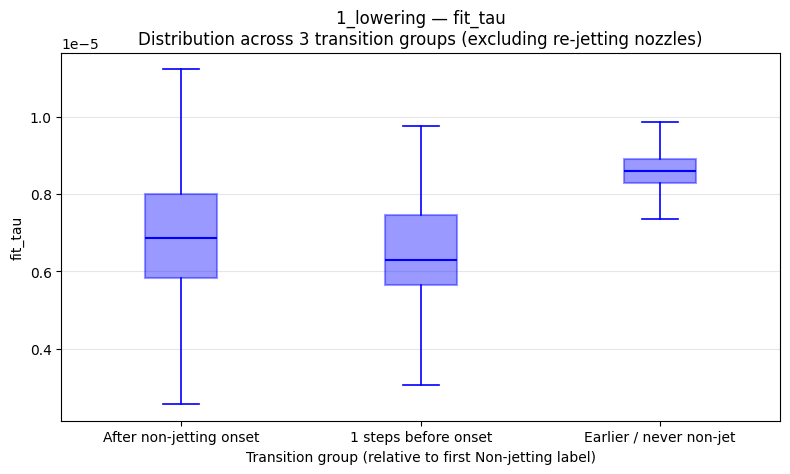 1_lowering — fit_tau
Distribution across 3 transition groups (excluding re-jetting nozzles)
1e−5
1.0
0.8
0.6
0.4
fit_tau
After non-jetting onset
1 steps before onset
Earlier / never non-jet
Transition group (relative to first Non-jetting label)